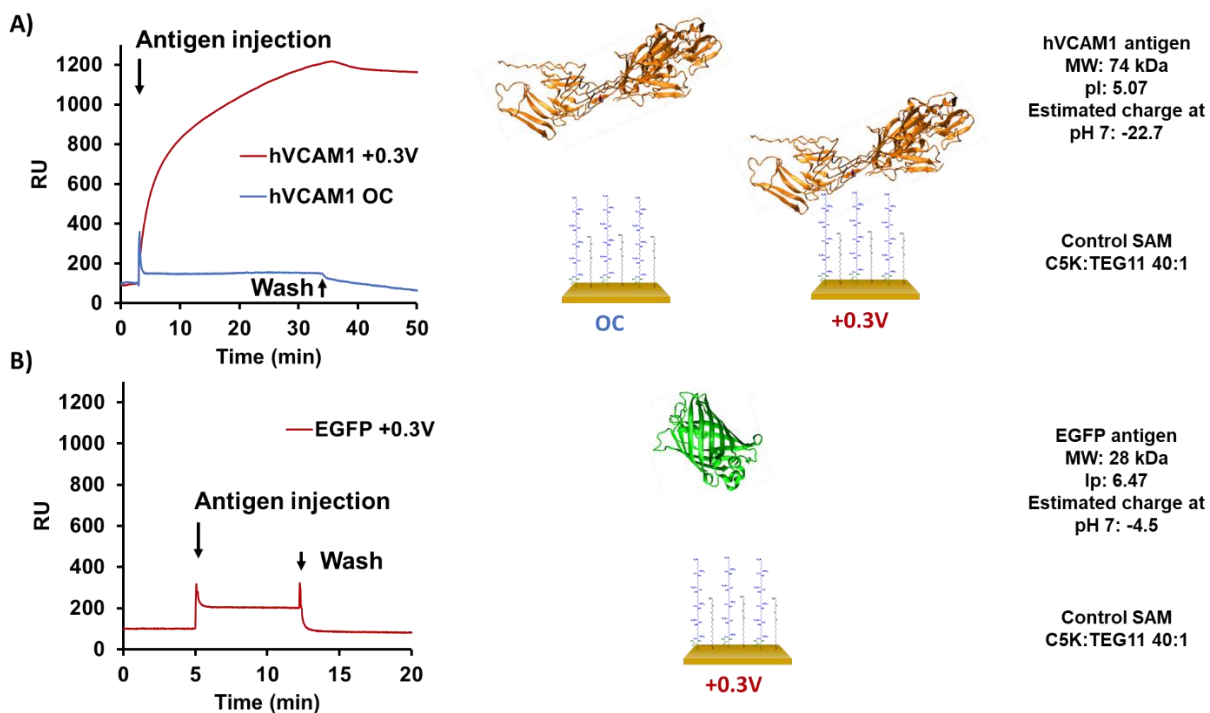 A)
Antigen injection
1200
1000
800
600
400
200
0
RU
hVCAM1 +0.3V
hVCAM1 OC
Wash
0 10 20 30 40 50
Time (min)
OC
+0.3V
hVCAM1 antigen
MW: 74 kDa
pI: 5.07
Estimated charge at
pH 7: -22.7
Control SAM
C5K:TEG11 40:1
B)
1200
1000
800
600
400
200
0
RU
EGFP +0.3V
Antigen injection
Wash
0 5 10 15 20
Time (min)
+0.3V
EGFP antigen
MW: 28 kDa
Ip: 6.47
Estimated charge at
pH 7: -4.5
Control SAM
C5K:TEG11 40:1